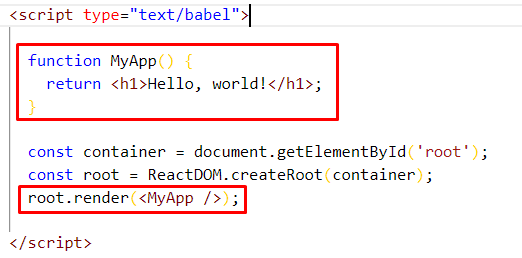 <script type="text/babel">
function MyApp() {
return <h1>Hello, world!</h1>;
}
const container = document.getElementById('root');
const root = ReactDOM.createRoot(container);
root.render(<MyApp />);
</script>